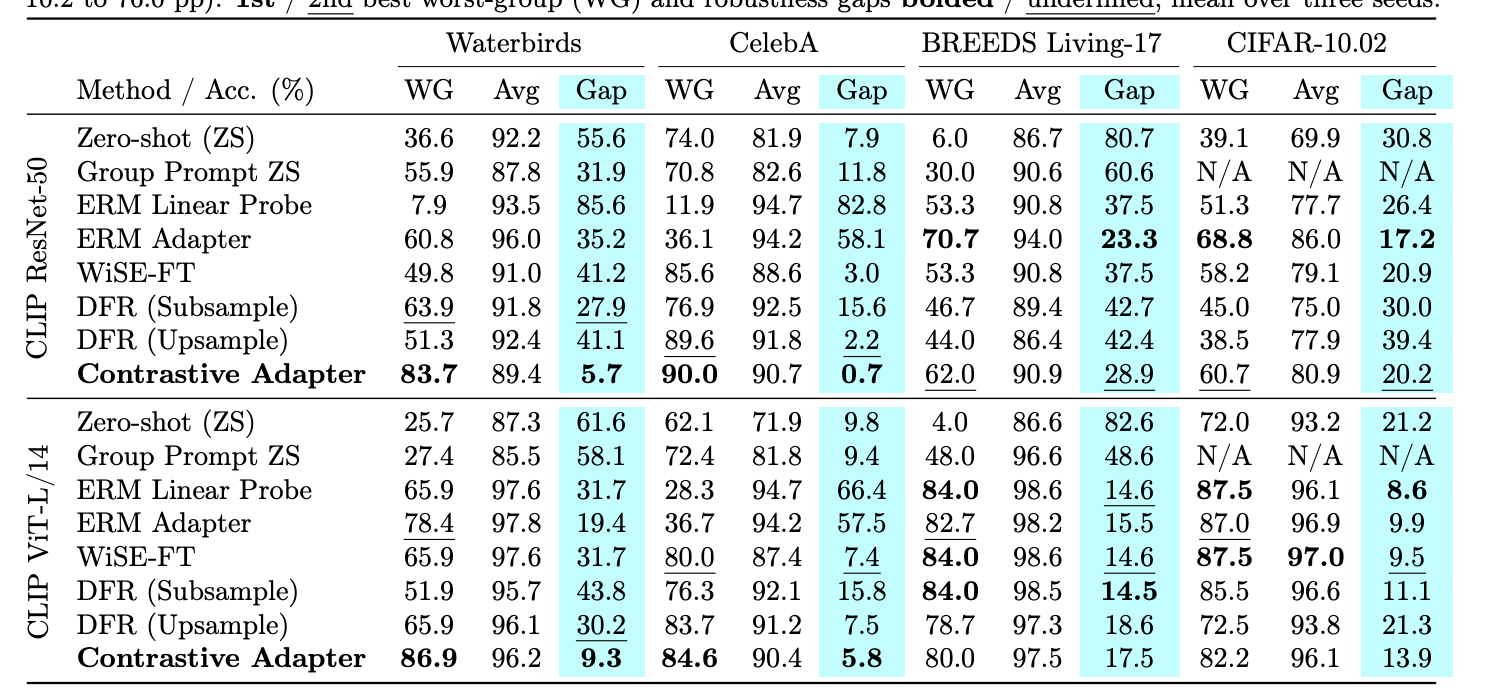 10.2 to 76.0 pp). 1st / 2nd best worst-group (WG) and robustness gaps bolded / underlined, mean over three seeds.
Waterbirds CelebA BREEDS Living-17 CIFAR-10.02
Method / Acc. (%) WG Avg Gap WG Avg Gap WG Avg Gap WG Avg Gap
CLIP ResNet-50
Zero-shot (ZS) 36.6 92.2 55.6 74.0 81.9 7.9 6.0 86.7 80.7 39.1 69.9 30.8
Group Prompt ZS 55.9 87.8 31.9 70.8 82.6 11.8 30.0 90.6 60.6 N/A N/A N/A
ERM Linear Probe 7.9 93.5 85.6 11.9 94.7 82.8 53.3 90.8 37.5 51.3 77.7 26.4
ERM Adapter 60.8 96.0 35.2 36.1 94.2 58.1 70.7 94.0 23.3 68.8 86.0 17.2
WiSE-FT 49.8 91.0 41.2 85.6 88.6 3.0 53.3 90.8 37.5 58.2 79.1 20.9
DFR (Subsample) 63.9 91.8 27.9 76.9 92.5 15.6 46.7 89.4 42.7 45.0 75.0 30.0
DFR (Upsample) 51.3 92.4 41.1 89.6 91.8 2.2 44.0 86.4 42.4 38.5 77.9 39.4
Contrastive Adapter 83.7 89.4 5.7 90.0 90.7 0.7 62.0 90.9 28.9 60.7 80.9 20.2
CLIP ViT-L/14
Zero-shot (ZS) 25.7 87.3 61.6 62.1 71.9 9.8 4.0 86.6 82.6 72.0 93.2 21.2
Group Prompt ZS 27.4 85.5 58.1 72.4 81.8 9.4 48.0 96.6 48.6 N/A N/A N/A
ERM Linear Probe 65.9 97.6 31.7 28.3 94.7 66.4 84.0 98.6 14.6 87.5 96.1 8.6
ERM Adapter 78.4 97.8 19.4 36.7 94.2 57.5 82.7 98.2 15.5 87.0 96.9 9.9
WiSE-FT 65.9 97.6 31.7 80.0 87.4 7.4 84.0 98.6 14.6 87.5 97.0 9.5
DFR (Subsample) 51.9 95.7 43.8 76.3 92.1 15.8 84.0 98.5 14.5 85.5 96.6 11.1
DFR (Upsample) 65.9 96.1 30.2 83.7 91.2 7.5 78.7 97.3 18.6 72.5 93.8 21.3
Contrastive Adapter 86.9 96.2 9.3 84.6 90.4 5.8 80.0 97.5 17.5 82.2 96.1 13.9